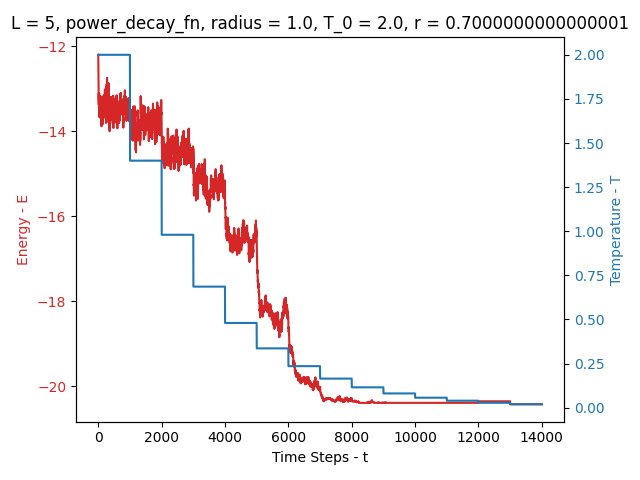 L = 5, power_decay_fn, radius = 1.0, T_0 = 2.0, r = 0.7000000000000001
−12
−14
−16
−18
−20
Energy - E
2.00
1.75
1.50
1.25
1.00
0.75
0.50
0.25
0.00
Temperature - T
0 2000 4000 6000 8000 10000 12000 14000
Time Steps - t